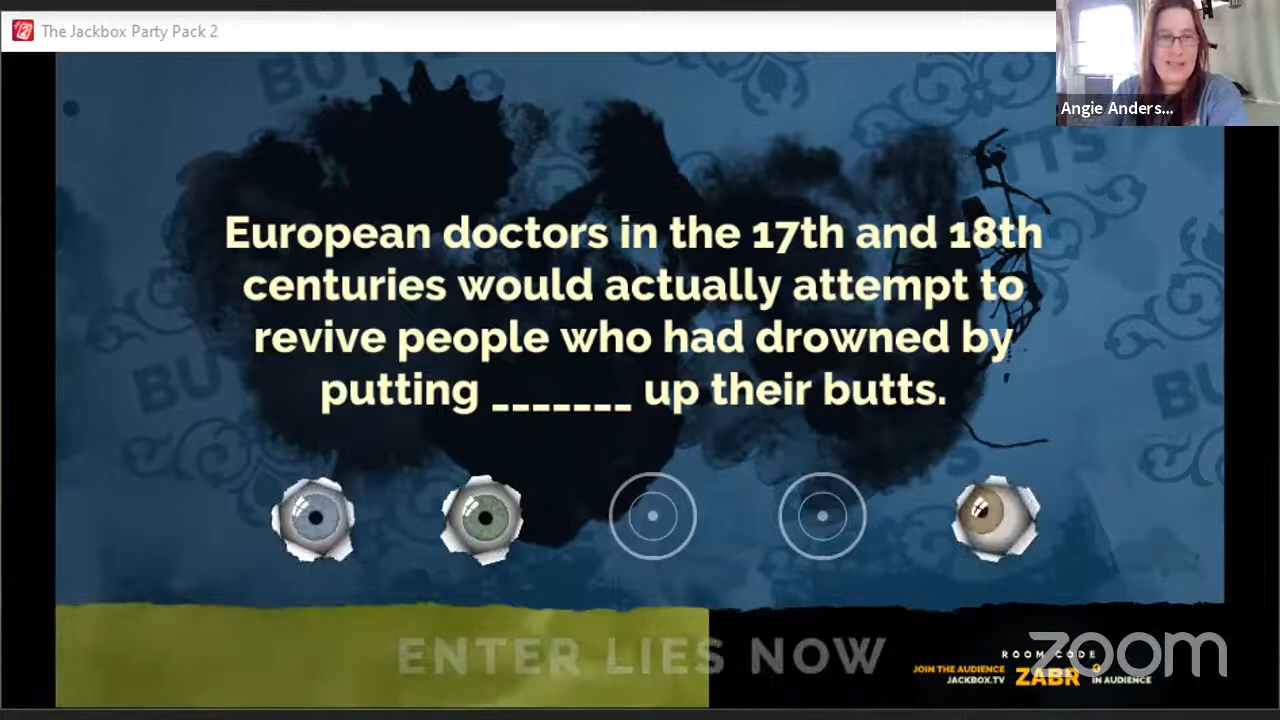 The Jackbox Party Pack 2
Angie Anders...
BUTTS
European doctors in the 17th and 18th
centuries would actually attempt to
revive people who had drowned by
putting _______ up their butts.
ENTER LIES NOW
ROOM CODE
JOIN THE AUDIENCE
JACKBOX.TV
ZABR
0
IN AUDIENCE
zoom